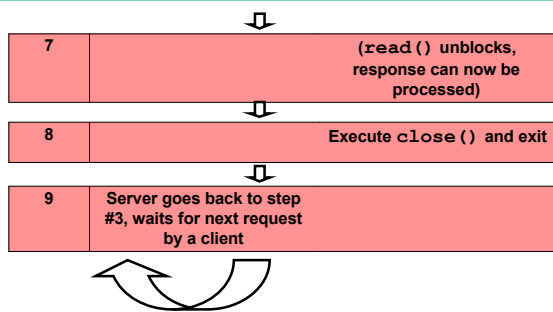 7
(read() unblocks,
response can now be
processed)
8
Execute close() and exit
9
Server goes back to step
#3, waits for next request
by a client